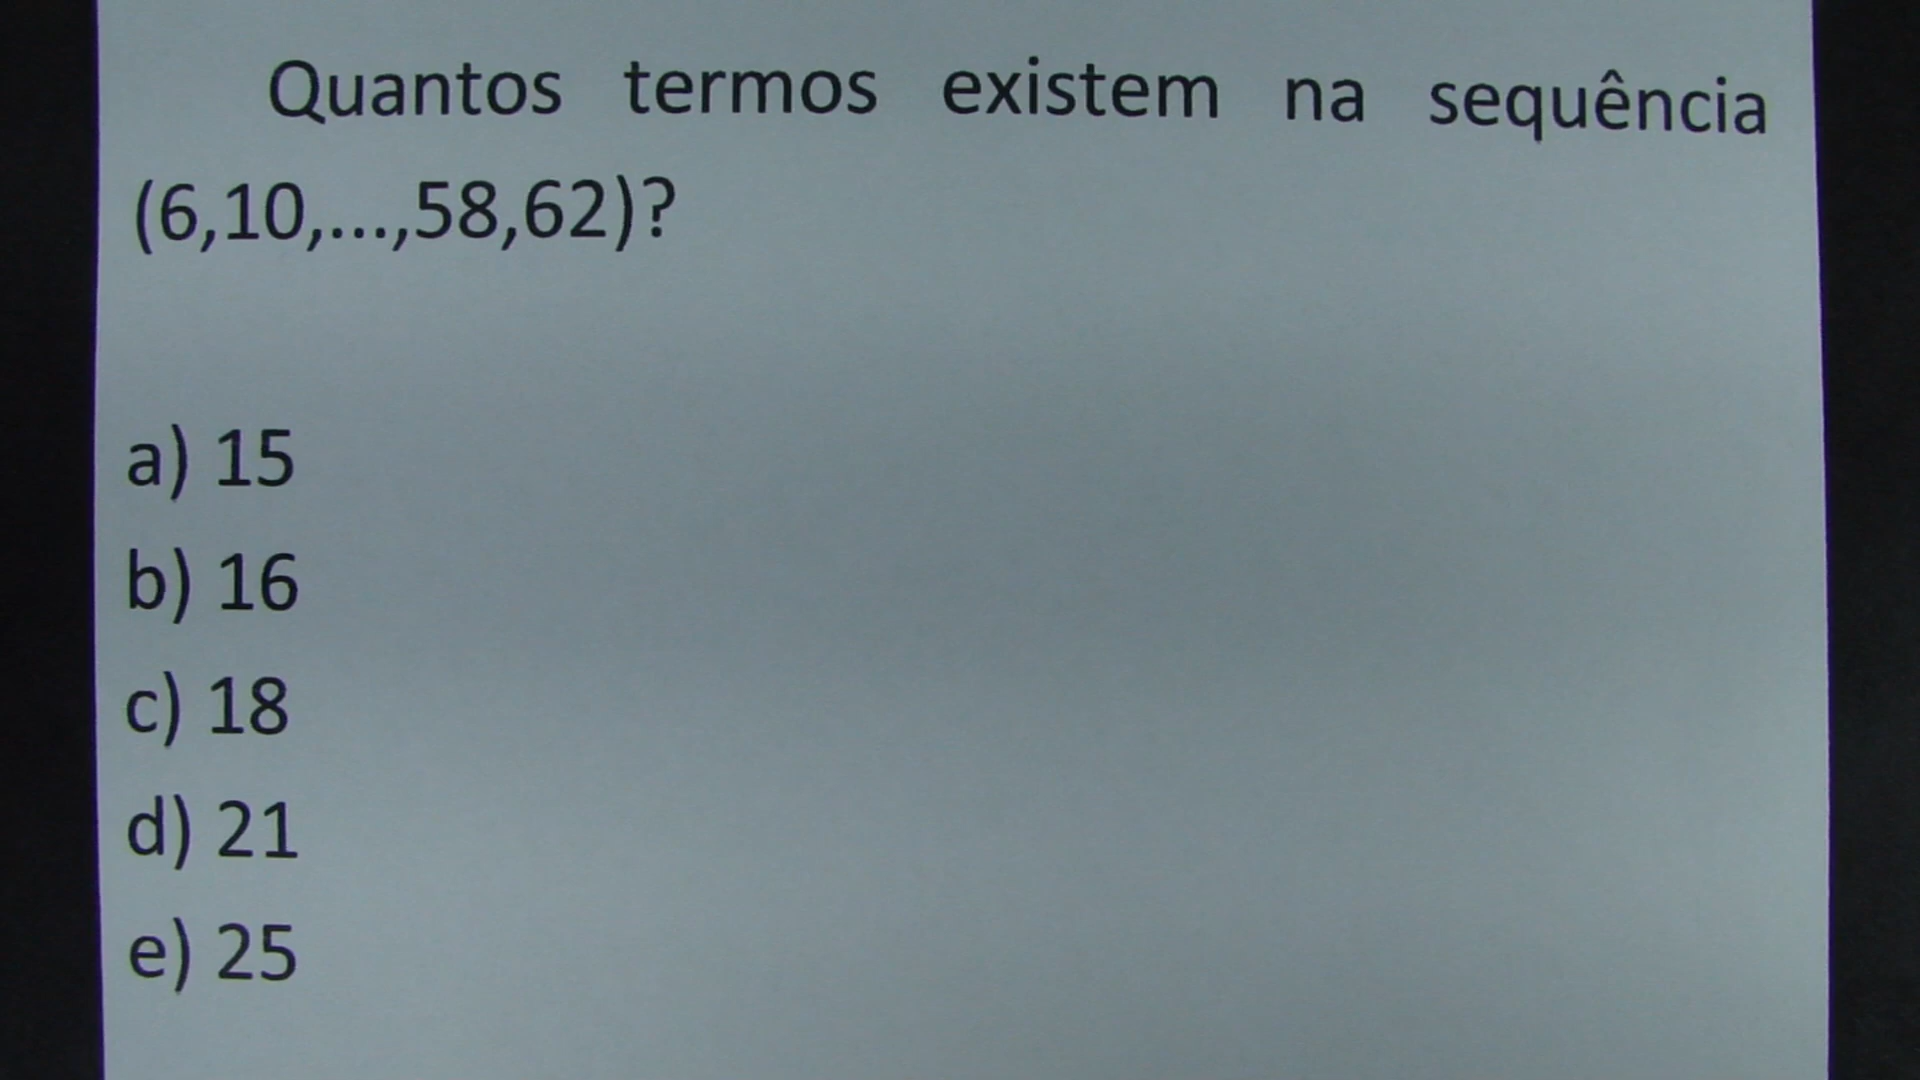 Quantos termos existem na sequência
(6,10,...,58,62)?
a) 15
b) 16
c) 18
d) 21
e) 25